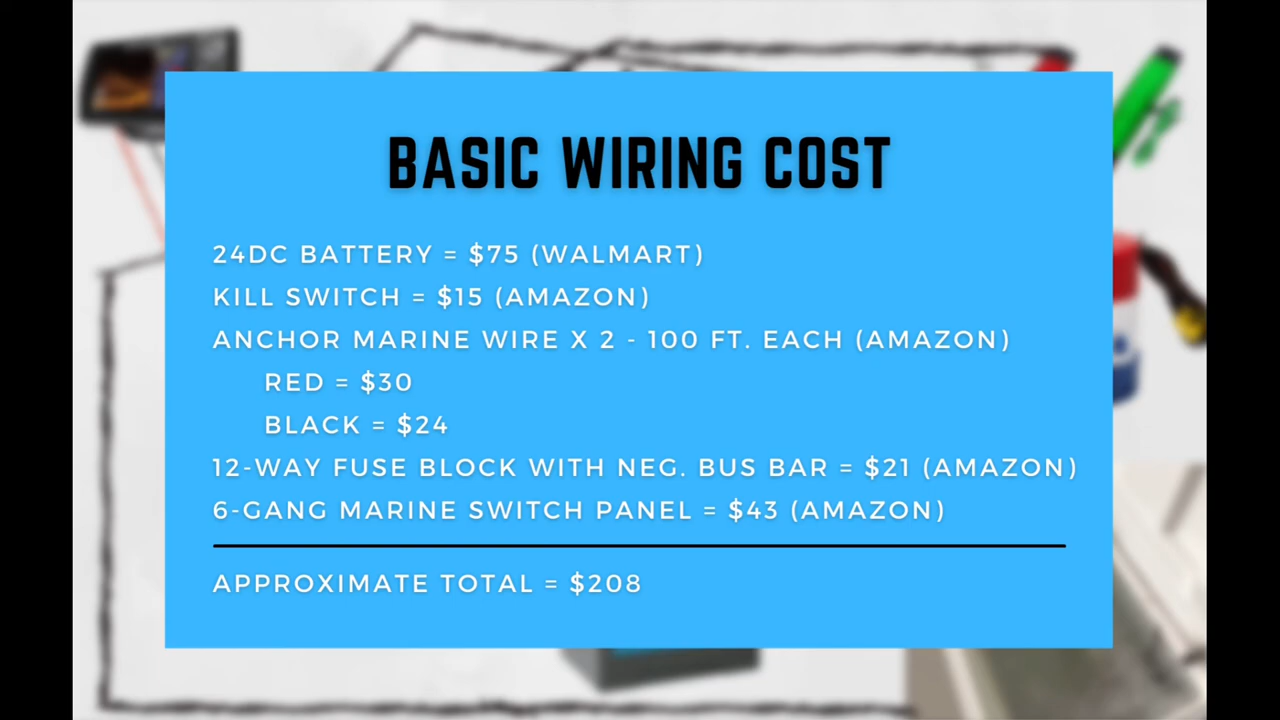 BASIC WIRING COST
24DC BATTERY = $75 (WALMART)
KILL SWITCH = $15 (AMAZON)
ANCHOR MARINE WIRE X 2 - 100 FT. EACH (AMAZON)
RED = $30
BLACK = $24
12-WAY FUSE BLOCK WITH NEG. BUS BAR = $21 (AMAZON)
6-GANG MARINE SWITCH PANEL = $43 (AMAZON)
APPROXIMATE TOTAL = $208